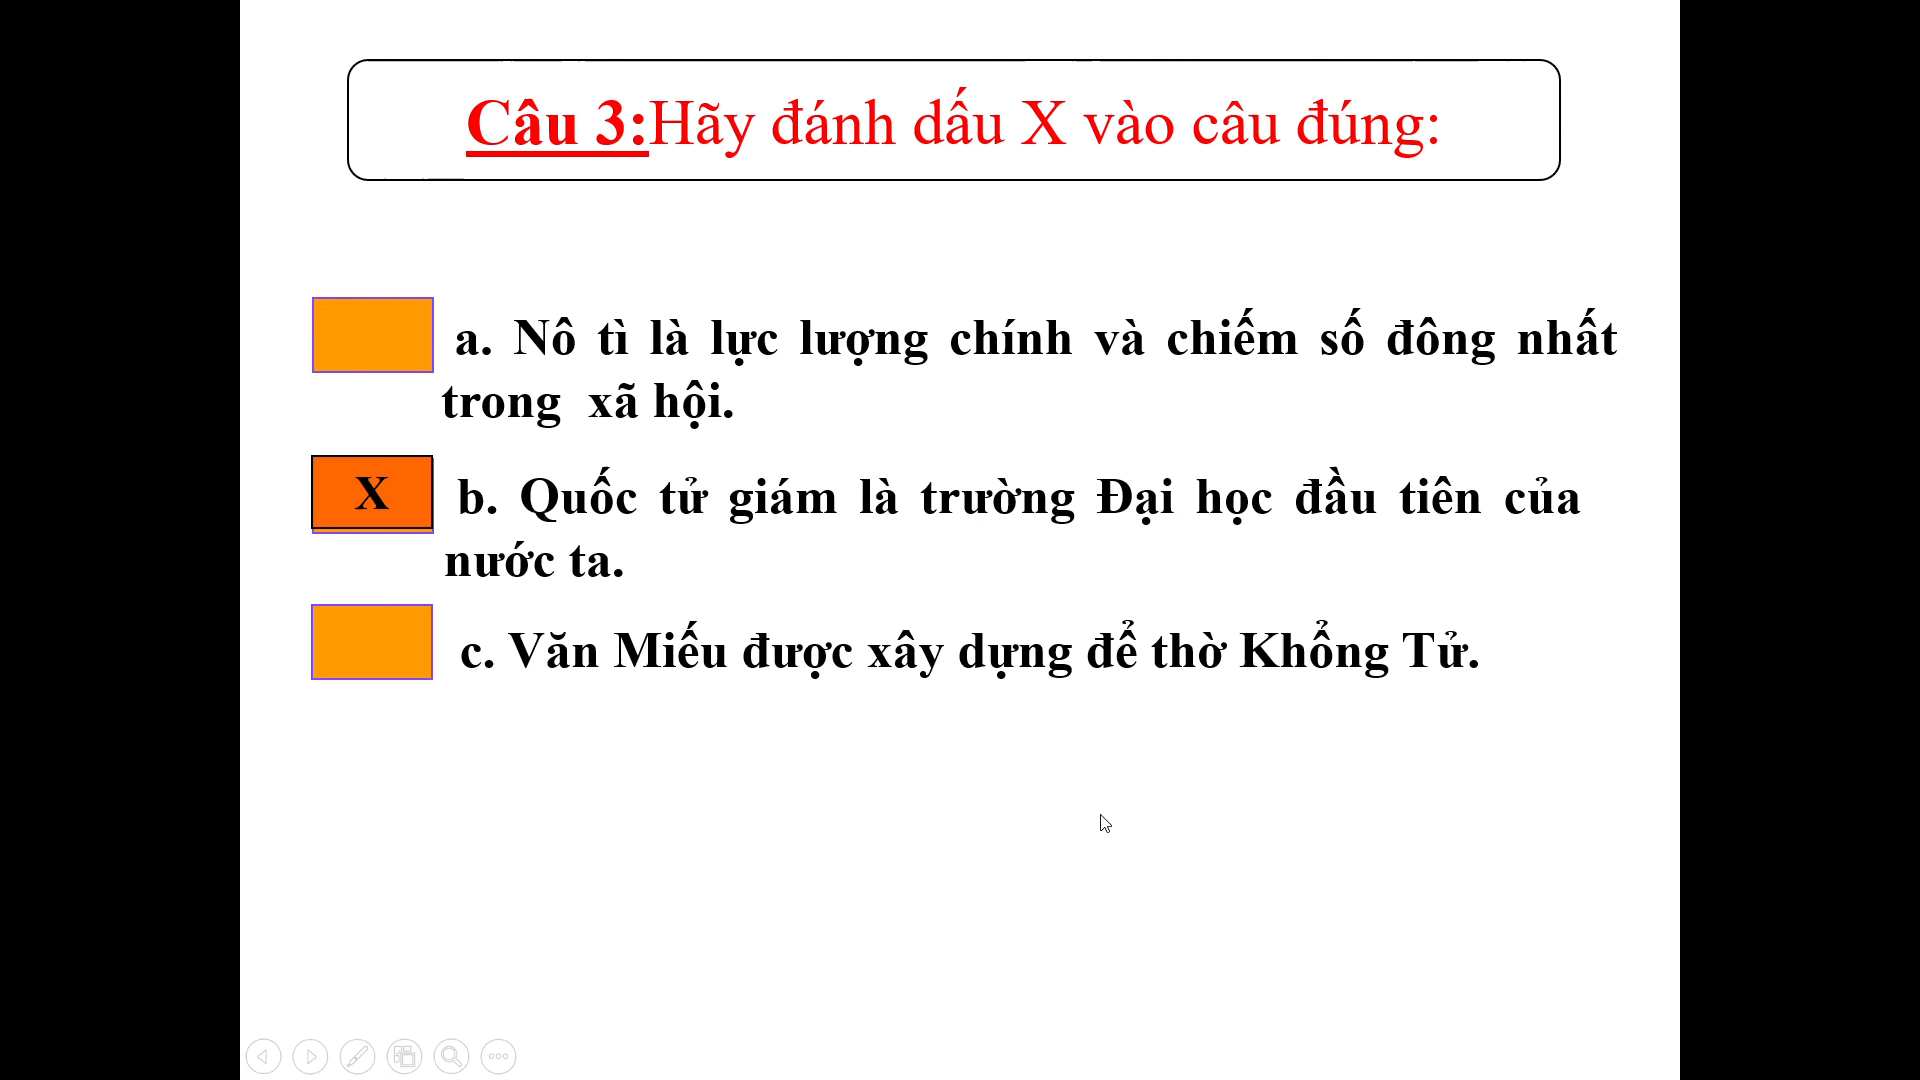 Câu 3:Hãy đánh dấu X vào câu đúng:
a. Nô tì là lực lượng chính và chiếm số đông nhất
trong xã hội.
X b. Quốc tử giám là trường Đại học đầu tiên của
nước ta.
c. Văn Miếu được xây dựng để thờ Khổng Tử.